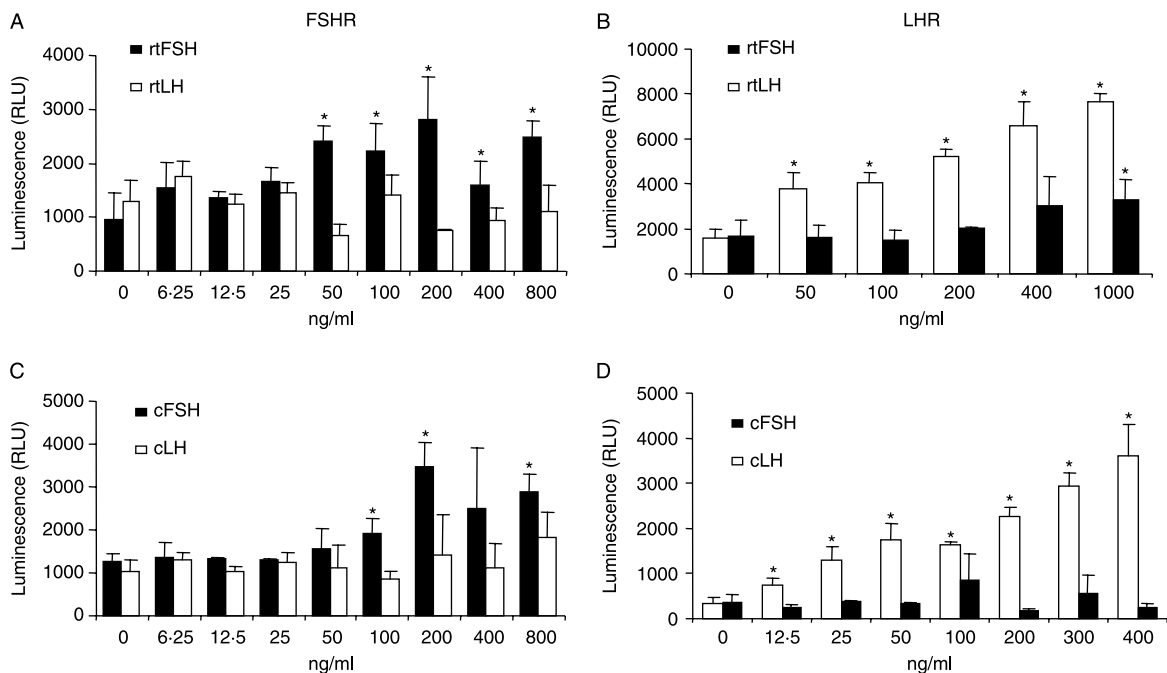 A
FSHR
rtFSH
rtLH
Luminescence (RLU)
4000
3000
2000
1000
0
* * * * *
0 6·25 12·5 25 50 100 200 400 800
ng/ml
B
LHR
rtFSH
rtLH
Luminescence (RLU)
10000
8000
6000
4000
2000
0
* * * * * *
0 50 100 200 400 1000
ng/ml
C
cFSH
cLH
Luminescence (RLU)
5000
4000
3000
2000
1000
0
* * *
0 6·25 12·5 25 50 100 200 400 800
ng/ml
D
cFSH
cLH
Luminescence (RLU)
5000
4000
3000
2000
1000
0
* * * * * * *
0 12·5 25 50 100 200 300 400
ng/ml